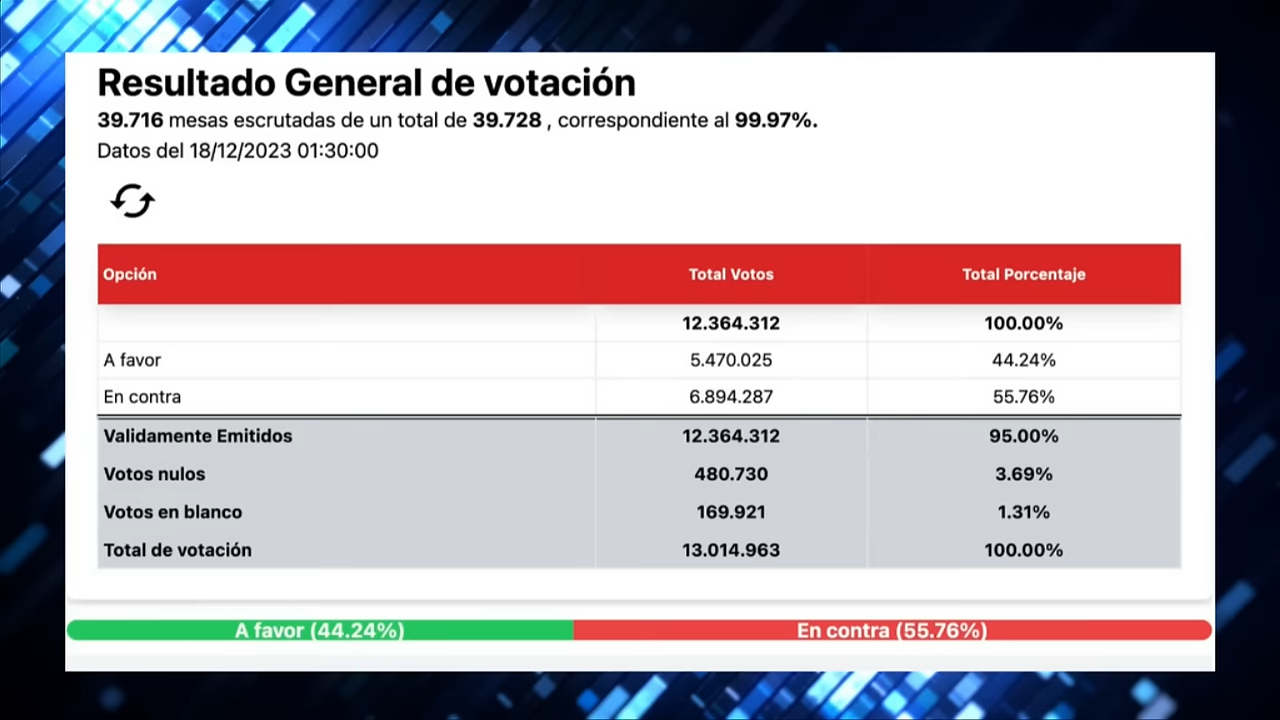 Resultado General de votación
39.716 mesas escrutadas de un total de 39.728 , correspondiente al 99.97%.
Datos del 18/12/2023 01:30:00
Opción Total Votos Total Porcentaje
12.364.312 100.00%
A favor 5.470.025 44.24%
En contra 6.894.287 55.76%
Validamente Emitidos 12.364.312 95.00%
Votos nulos 480.730 3.69%
Votos en blanco 169.921 1.31%
Total de votación 13.014.963 100.00%
A favor (44.24%) En contra (55.76%)